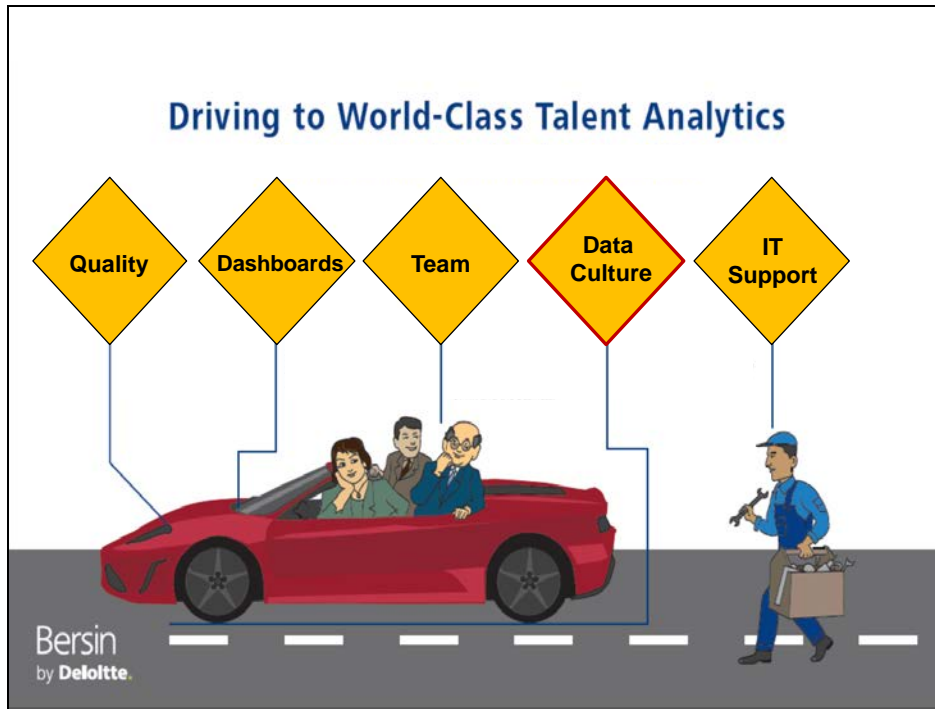 Driving to World-Class Talent Analytics
Quality
Dashboards
Team
Data
Culture
IT
Support
Bersin
by Deloitte.